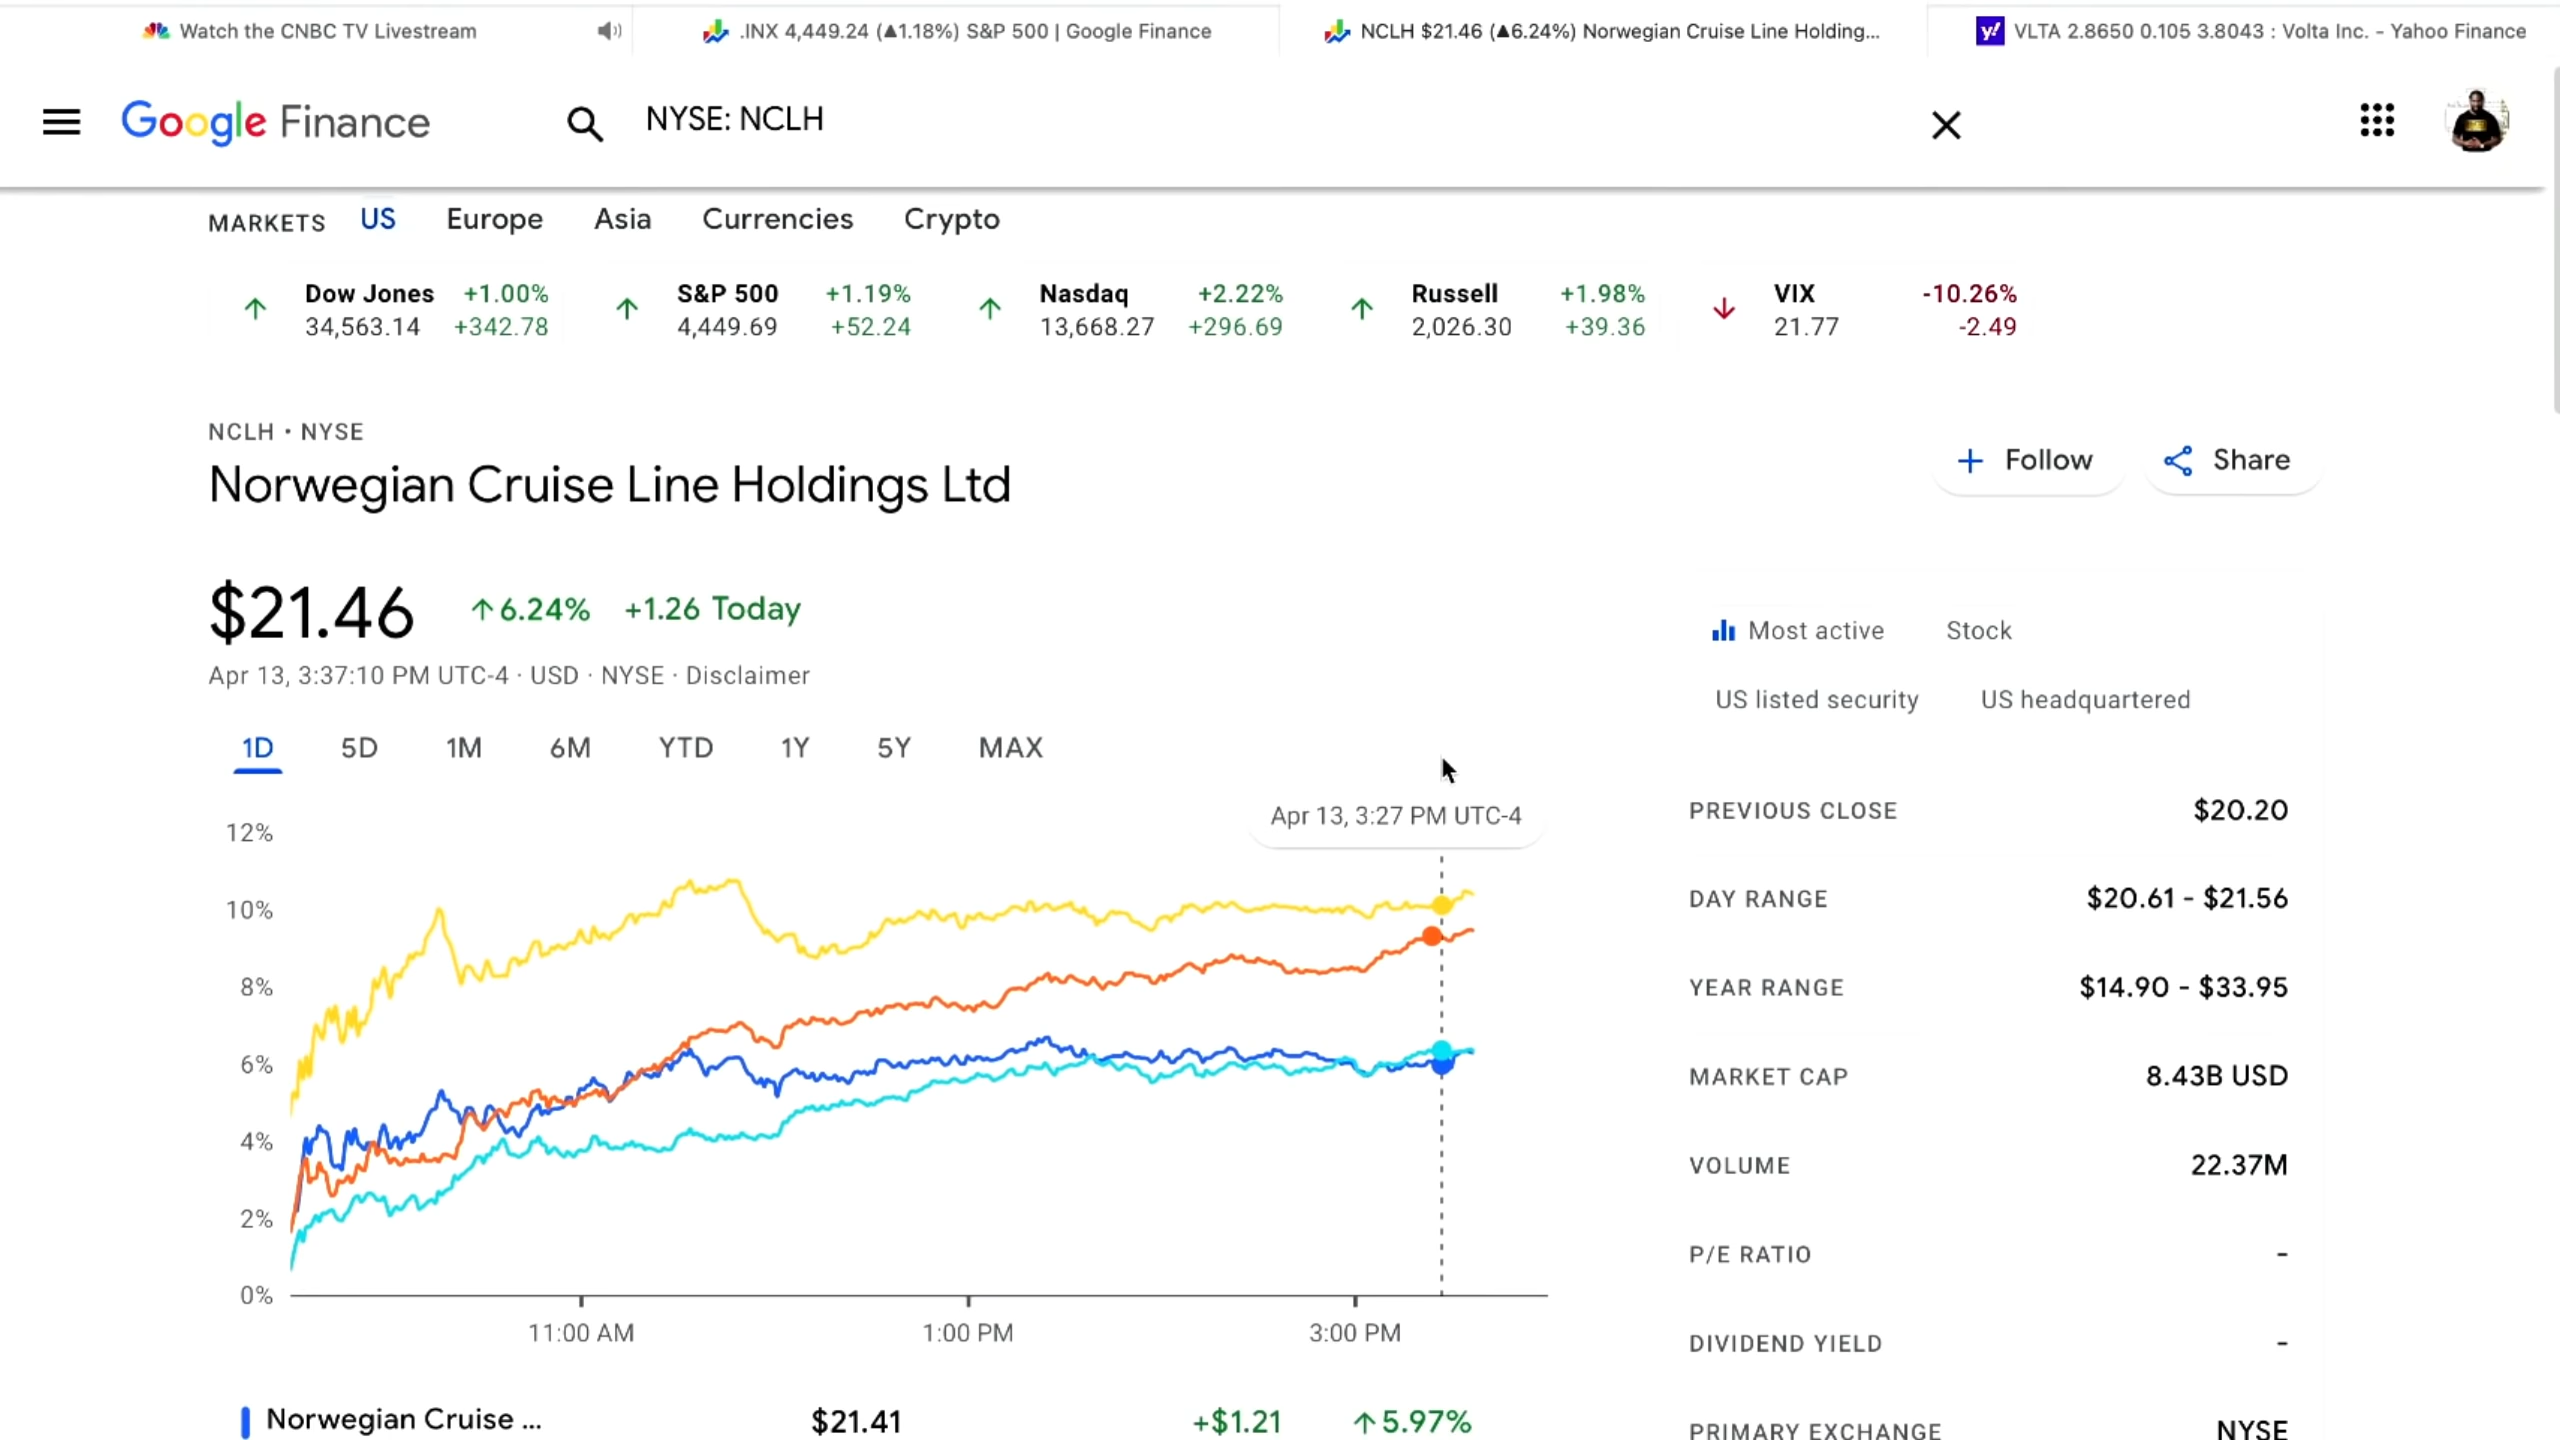 Watch the CNBC TV Livestream
.INX 4,449.24 (▲1.18%) S&P 500 | Google Finance
NCLH $21.46 (▲6.24%) Norwegian Cruise Line Holding...
y! VLTA 2.8650 0.105 3.8043 : Volta Inc. - Yahoo Finance
Google Finance
NYSE: NCLH
MARKETS US Europe Asia Currencies Crypto
Dow Jones +1.00%
34,563.14 +342.78
S&P 500 +1.19%
4,449.69 +52.24
Nasdaq +2.22%
13,668.27 +296.69
Russell +1.98%
2,026.30 +39.36
VIX -10.26%
21.77 -2.49
NCLH • NYSE
Norwegian Cruise Line Holdings Ltd
+ Follow
Share
$21.46 ↑6.24% +1.26 Today
Apr 13, 3:37:10 PM UTC-4 · USD · NYSE · Disclaimer
1D 5D 1M 6M YTD 1Y 5Y MAX
Apr 13, 3:27 PM UTC-4
12%
10%
8%
6%
4%
2%
0%
11:00 AM 1:00 PM 3:00 PM
Norwegian Cruise ... $21.41 +$1.21 ↑5.97%
Most active Stock
US listed security US headquartered
PREVIOUS CLOSE $20.20
DAY RANGE $20.61 - $21.56
YEAR RANGE $14.90 - $33.95
MARKET CAP 8.43B USD
VOLUME 22.37M
P/E RATIO -
DIVIDEND YIELD -
PRIMARY EXCHANGE NYSE